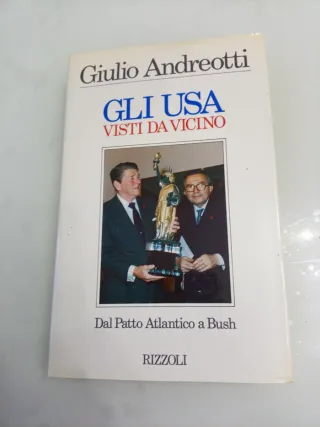 Giulio Andreotti
GLI USA
VISTI DA VICINO
Dal Patto Atlantico a Bush
RIZZOLI